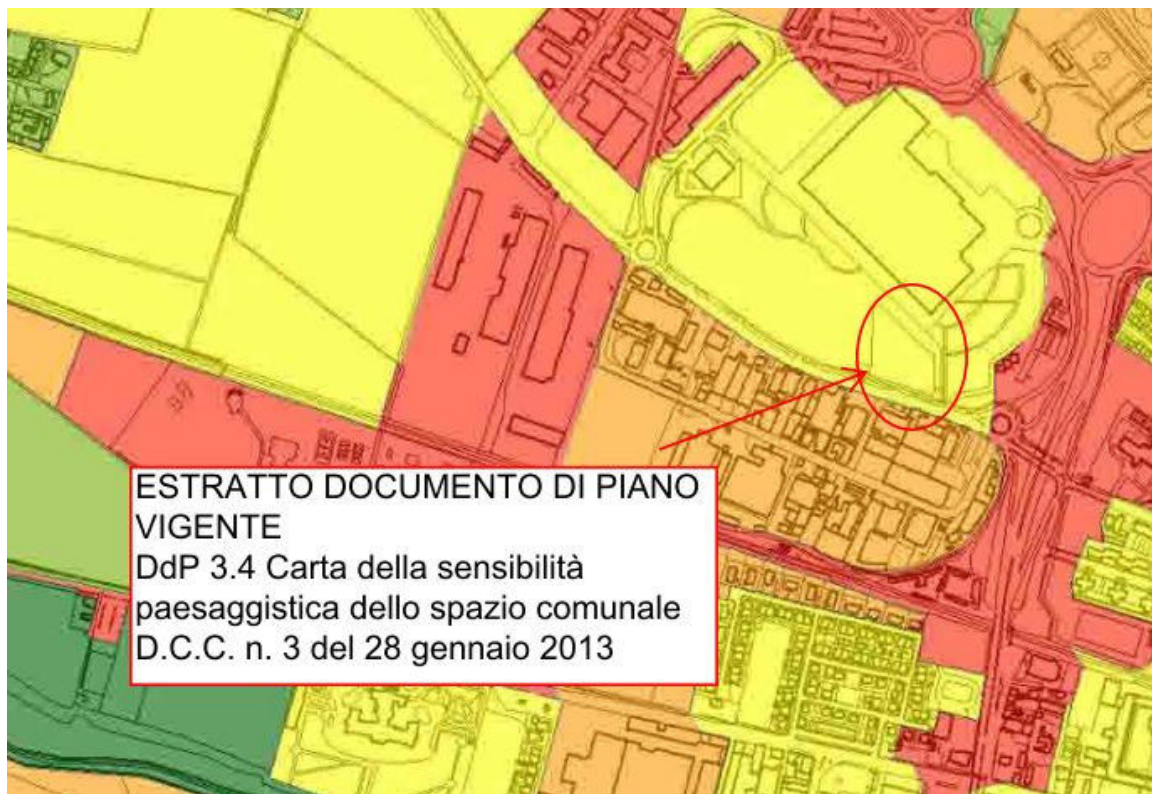 ESTRATTO DOCUMENTO DI PIANO
VIGENTE
DdP 3.4 Carta della sensibilità
paesaggistica dello spazio comunale
D.C.C. n. 3 del 28 gennaio 2013